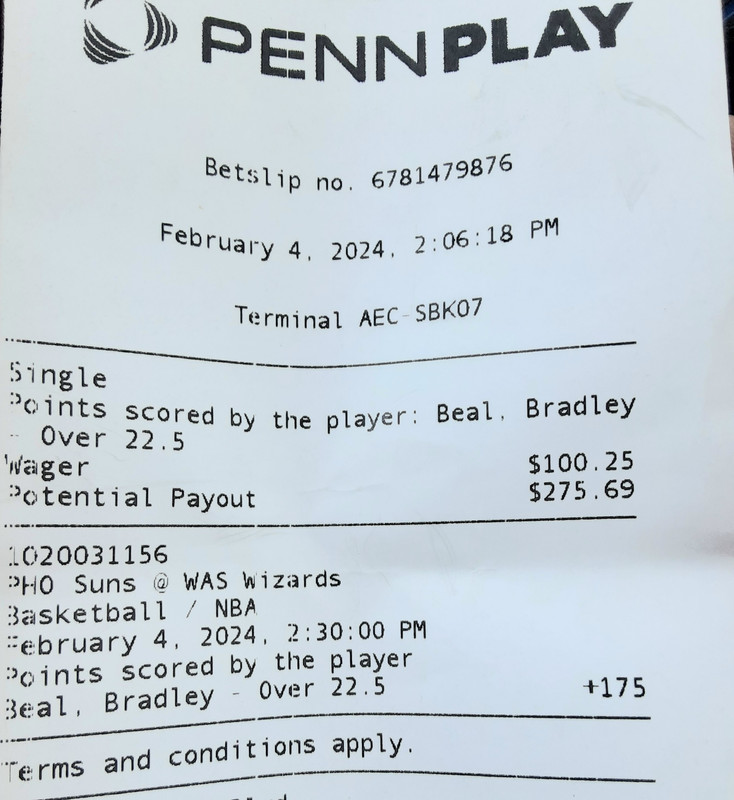 PENN PLAY
Betslip no. 6781479876
February 4, 2024, 2:06:18 PM
Terminal AEC-SBK07
Single
Points scored by the player: Beal, Bradley
- Over 22.5
Wager $100.25
Potential Payout $275.69
1020031156
PHO Suns @ WAS Wizards
Basketball / NBA
February 4, 2024, 2:30:00 PM
Points scored by the player
Beal, Bradley - Over 22.5 +175
Terms and conditions apply.